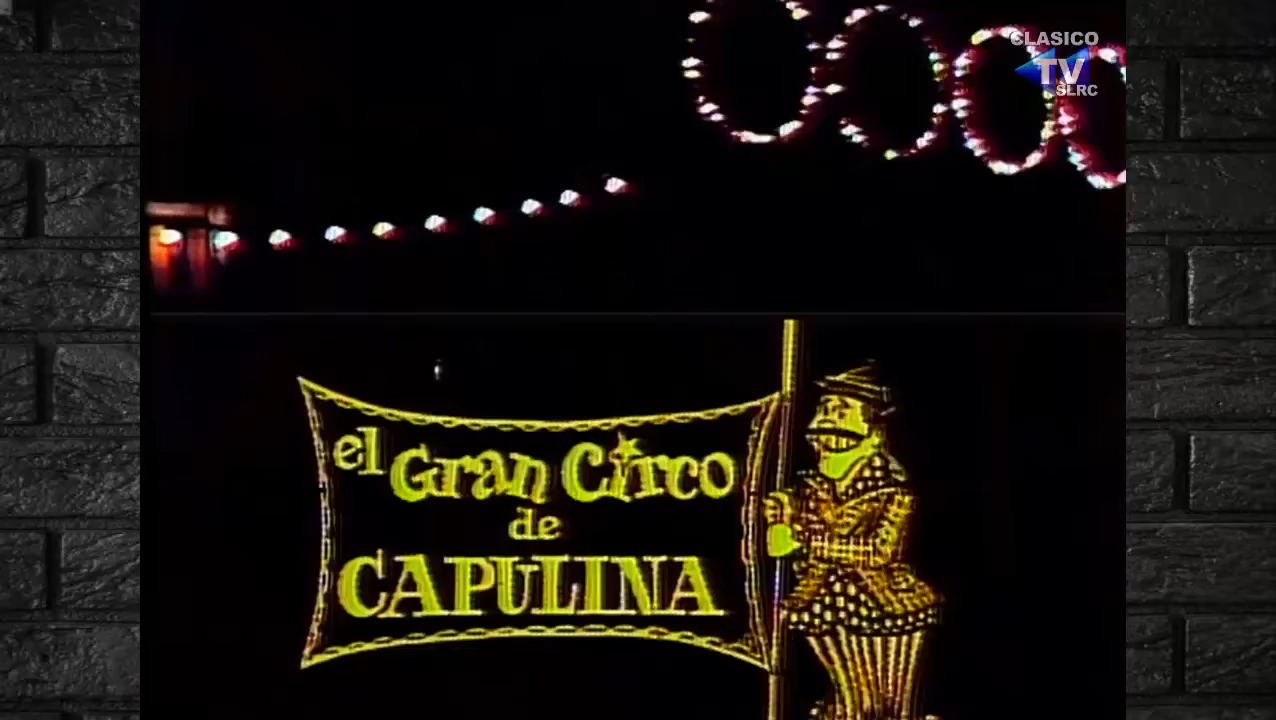 CLASICO
TV
SLRC
el Gran Circo
de
CAPULINA